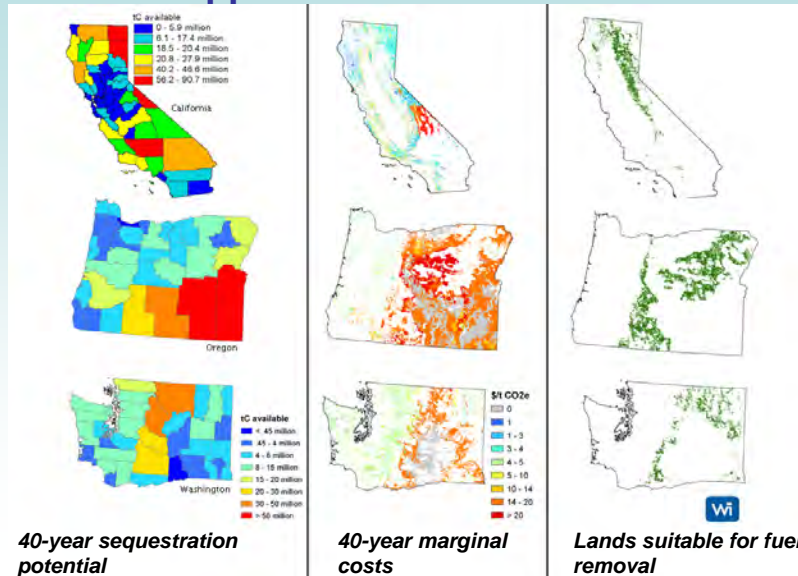 tC available
0 - 5.9 million
6.1 - 17.4 million
18.5 - 20.4 million
20.8 - 27.9 million
40.2 - 46.6 million
56.2 - 90.7 million
California
Oregon
tC available
< .45 million
.45 - 4 million
4 - 8 million
8 - 15 million
15 - 20 million
20 - 30 million
30 - 50 million
> 50 million
Washington
$/t CO2e
0
1
1 - 3
3 - 4
4 - 5
5 - 10
10 - 14
14 - 20
> 20
Wi
40-year sequestration
potential
40-year marginal
costs
Lands suitable for fuel
removal